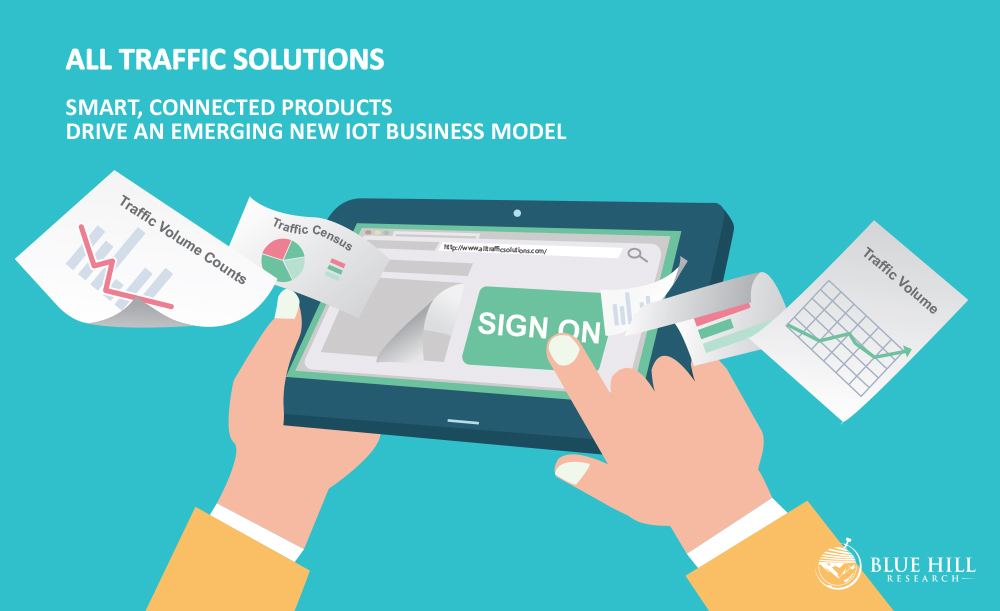 ALL TRAFFIC SOLUTIONS
SMART, CONNECTED PRODUCTS
DRIVE AN EMERGING NEW IOT BUSINESS MODEL
Traffic Volume Counts
Traffic Census
http://www.alltrafficsolutions.com/
SIGN ON
Traffic Volume
BLUE HILL
RESEARCH